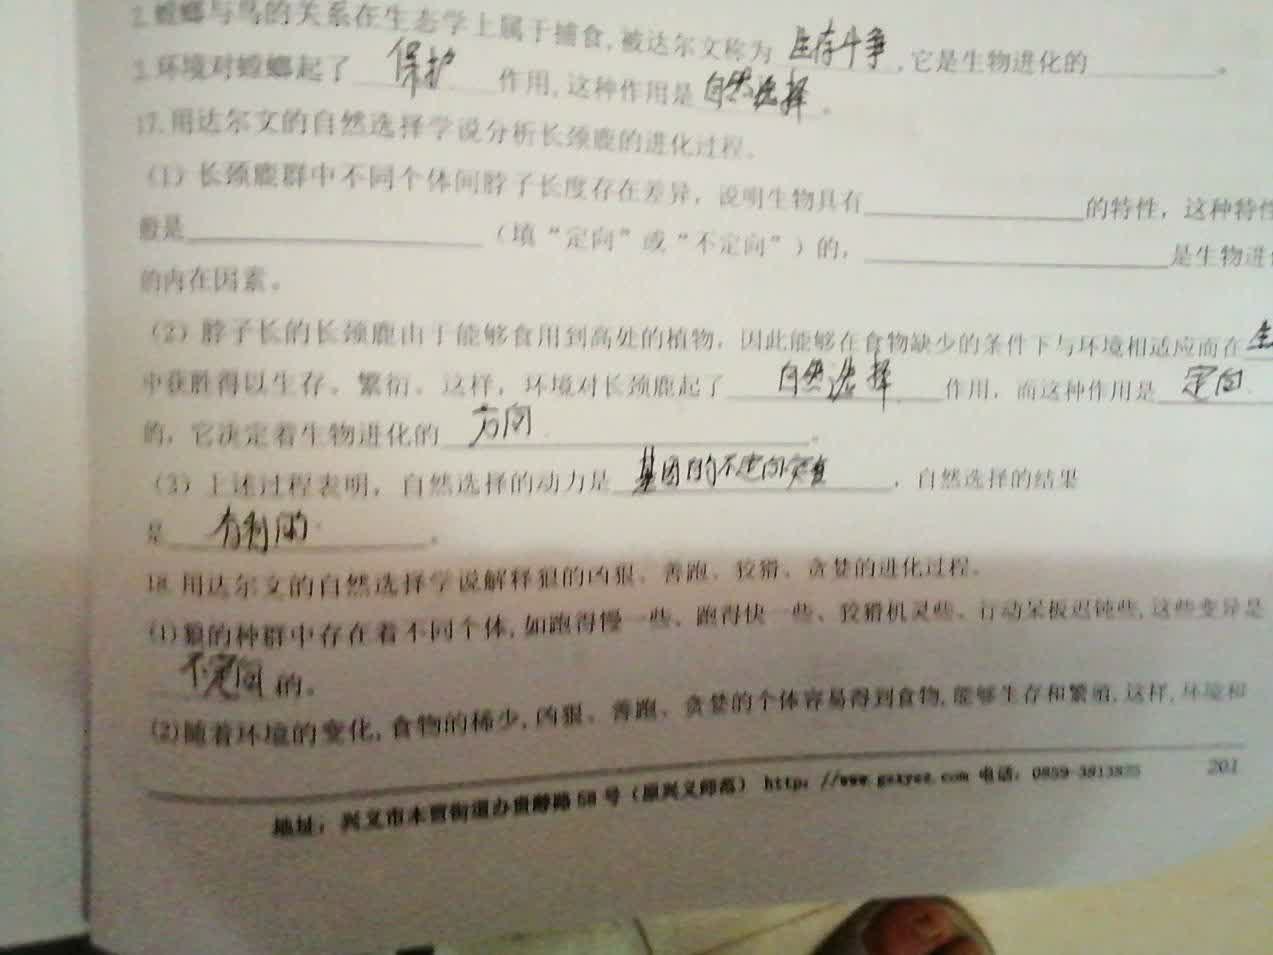 2.螳螂与鸟的关系在生态学上属于捕食,被达尔文称为 生存斗争 ,它是生物进化的________。
3.环境对螳螂起了 保护 作用,这种作用是 自然选择 。
17.用达尔文的自然选择学说分析长颈鹿的进化过程。
(1)长颈鹿群中不同个体间脖子长度存在差异,说明生物具有________的特性,这种特性
般是________(填“定向”或“不定向”)的,________是生物进化
的内在因素。
(2)脖子长的长颈鹿由于能够食用到高处的植物,因此能够在食物缺少的条件下与环境相适应而在 生
中获胜得以生存、繁衍。这样,环境对长颈鹿起了 自然选择 作用,而这种作用是 定向
的,它决定着生物进化的 方向 。
(3)上述过程表明,自然选择的动力是 基因的不定向突变 ,自然选择的结果
是 有利的 。
18.用达尔文的自然选择学说解释狼的凶狠、善跑、狡猾、贪婪的进化过程。
(1)狼的种群中存在着不同个体,如跑得慢一些、跑得快一些、狡猾机灵些、行动呆板迟钝些,这些变异是
不定向 的。
(2)随着环境的变化,食物的稀少,凶狠、善跑、贪婪的个体容易得到食物,能够生存和繁殖,这样,环境和
地址:兴义市木贾街道办贵醇路58号(原兴义师范) http://www. .com 电话:0859-
201